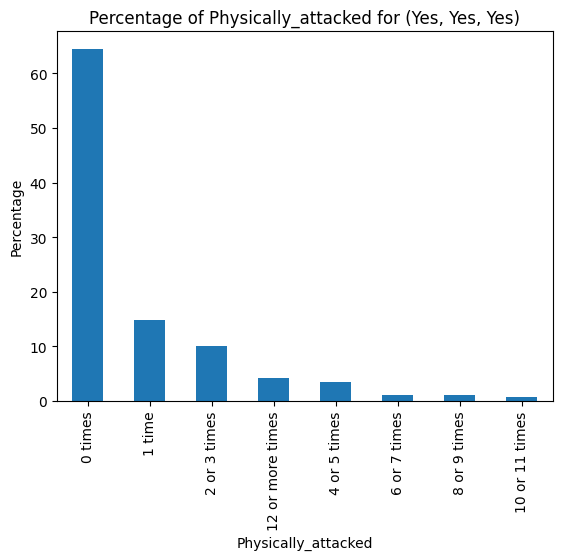 Percentage of Physically_attacked for (Yes, Yes, Yes)
Percentage
60
50
40
30
20
10
0
0 times
1 time
2 or 3 times
12 or more times
4 or 5 times
6 or 7 times
8 or 9 times
10 or 11 times
Physically_attacked